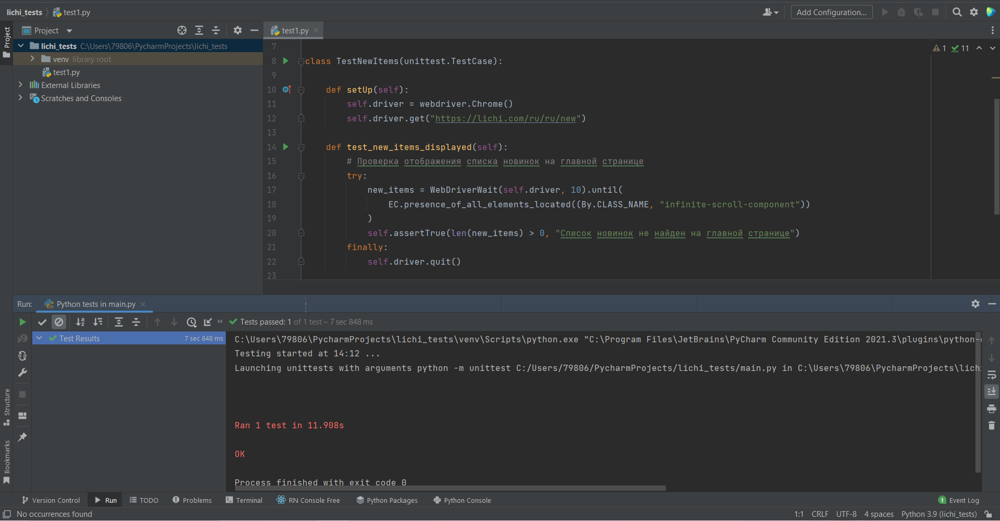 lichi_tests test1.py Add Configuration...
Project test1.py
Project
lichi_tests C:\Users\79806\PycharmProjects\lichi_tests
venv library root
test1.py
External Libraries
Scratches and Consoles
1 11
7
8 class TestNewItems(unittest.TestCase):
9
10 def setUp(self):
11 self.driver = webdriver.Chrome()
12 self.driver.get("https://lichi.com/ru/ru/new")
13
14 def test_new_items_displayed(self):
15 # Проверка отображения списка новинок на главной странице
16 try:
17 new_items = WebDriverWait(self.driver, 10).until(
18 EC.presence_of_all_elements_located((By.CLASS_NAME, "infinite-scroll-component"))
19 )
20 self.assertTrue(len(new_items) > 0, "Список новинок не найден на главной странице")
21 finally:
22 self.driver.quit()
23
Run: Python tests in main.py
Tests passed: 1 of 1 test – 7 sec 848 ms
Test Results 7 sec 848 ms
C:\Users\79806\PycharmProjects\lichi_tests\venv\Scripts\python.exe "C:\Program Files\JetBrains\PyCharm Community Edition 2021.3\plugins\python-c
Testing started at 14:12 ...
Launching unittests with arguments python -m unittest C:/Users/79806/PycharmProjects/lichi_tests/main.py in C:\Users\79806\PycharmProjects\lichi
Ran 1 test in 11.908s
OK
Process finished with exit code 0
Structure
Bookmarks
Version Control Run TODO Problems Terminal RN Console Free Python Packages Python Console 1 Event Log
No occurrences found 1:1 CRLF UTF-8 4 spaces Python 3.9 (lichi_tests)